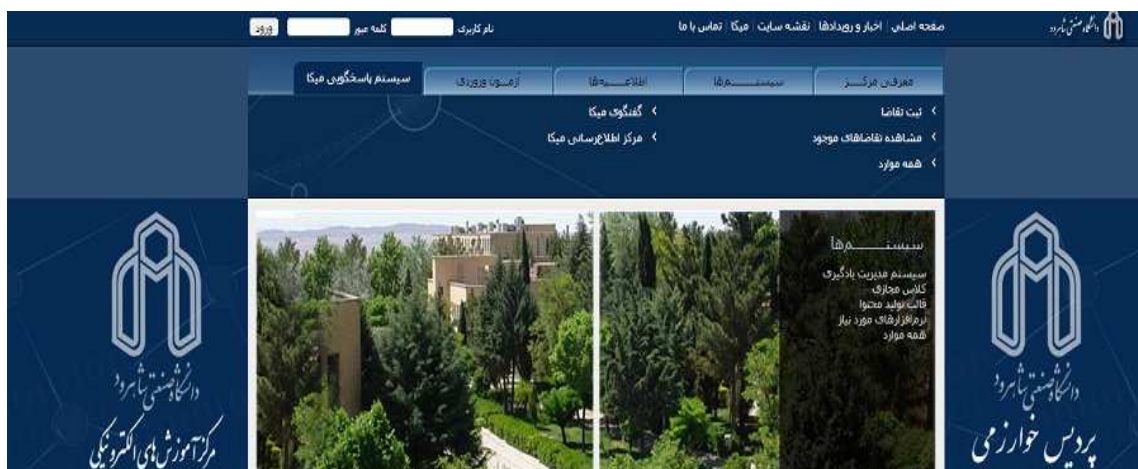 دانشگاه صنعتی شاهرود
صفحه اصلی | اخبار و رویدادها | نقشه سایت | میکا | تماس با ما
نام کاربری
کلمه عبور
ورود
معرفی مرکز
سیستم‌ها
اطلاعیه‌ها
آزمون ورودی
سیستم پاسخگویی میکا
ثبت تقاضا
گفتگوی میکا
مشاهده تقاضاهای موجود
مرکز اطلاع‌رسانی میکا
همه موارد
سیستم‌ها
سیستم مدیریت یادگیری
کلاس مجازی
قالب تولید محتوا
نرم‌افزارهای مورد نیاز
همه موارد
دانشگاه صنعتی شاهرود
پردیس خوارزمی
دانشگاه صنعتی شاهرود
مرکز آموزش های الکترونیکی